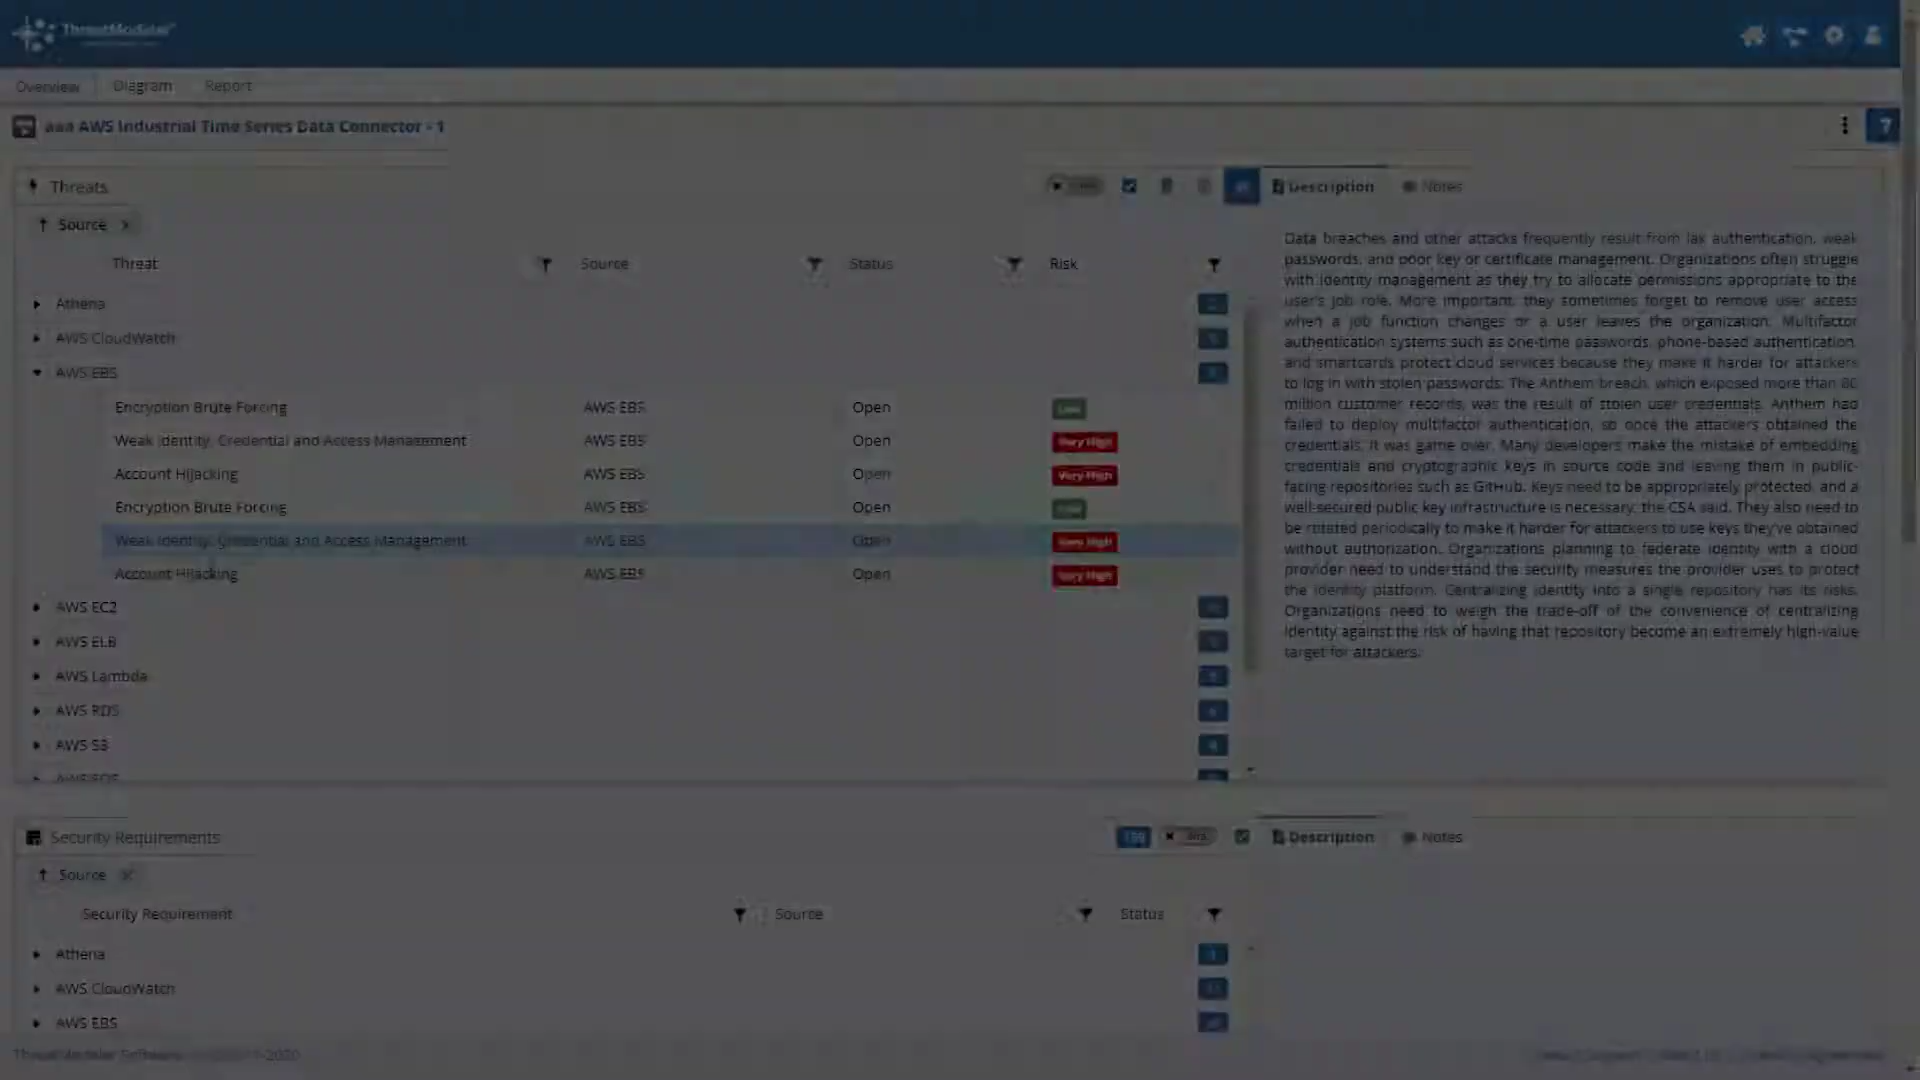 ThreatModeler
Overview
Diagram
Report
aaa AWS Industrial Time Series Data Connector - 1
?
Threats
Description
Notes
Source
Threat
Source
Status
Risk
Athena
AWS CloudWatch
AWS EBS
Encryption Brute Forcing AWS EBS Open Low
Weak Identity, Credential and Access Management AWS EBS Open Very High
Account Hijacking AWS EBS Open Very High
Encryption Brute Forcing AWS EBS Open Low
Weak Identity, Credential and Access Management AWS EBS Open Very High
Account Hijacking AWS EBS Open Very High
AWS EC2
AWS ELB
AWS Lambda
AWS RDS
AWS S3
AWS SQS
Data breaches and other attacks frequently result from lax authentication, weak
passwords, and poor key or certificate management. Organizations often struggle
with identity management as they try to allocate permissions appropriate to the
user's job role. More important, they sometimes forget to remove user access
when a job function changes or a user leaves the organization. Multifactor
authentication systems such as one-time passwords, phone-based authentication,
and smartcards protect cloud services because they make it harder for attackers
to log in with stolen passwords. The Anthem breach, which exposed more than 80
million customer records, was the result of stolen user credentials. Anthem had
failed to deploy multifactor authentication, so once the attackers obtained the
credentials, it was game over. Many developers make the mistake of embedding
credentials and cryptographic keys in source code and leaving them in public-
facing repositories such as GitHub. Keys need to be appropriately protected, and a
well-secured public key infrastructure is necessary, the CSA said. They also need to
be rotated periodically to make it harder for attackers to use keys they've obtained
without authorization. Organizations planning to federate identity with a cloud
provider need to understand the security measures the provider uses to protect
the identity platform. Centralizing identity into a single repository has its risks.
Organizations need to weigh the trade-off of the convenience of centralizing
identity against the risk of having that repository become an extremely high-value
target for attackers.
Security Requirements
159
Description
Notes
Source
Security Requirement
Source
Status
Athena
AWS CloudWatch
AWS EBS
ThreatModeler Software